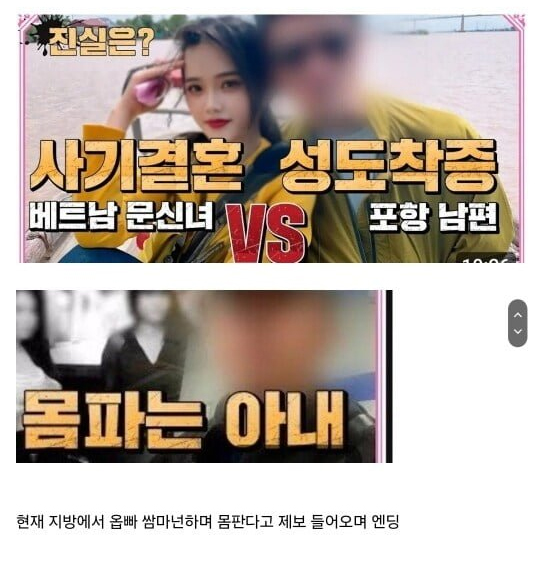 진실은?
사기결혼 성도착증
베트남 문신녀 VS 포항 남편
몸파는 아내
현재 지방에서 옵빠 쌈마넌하며 몸판다고 제보 들어오며 엔딩